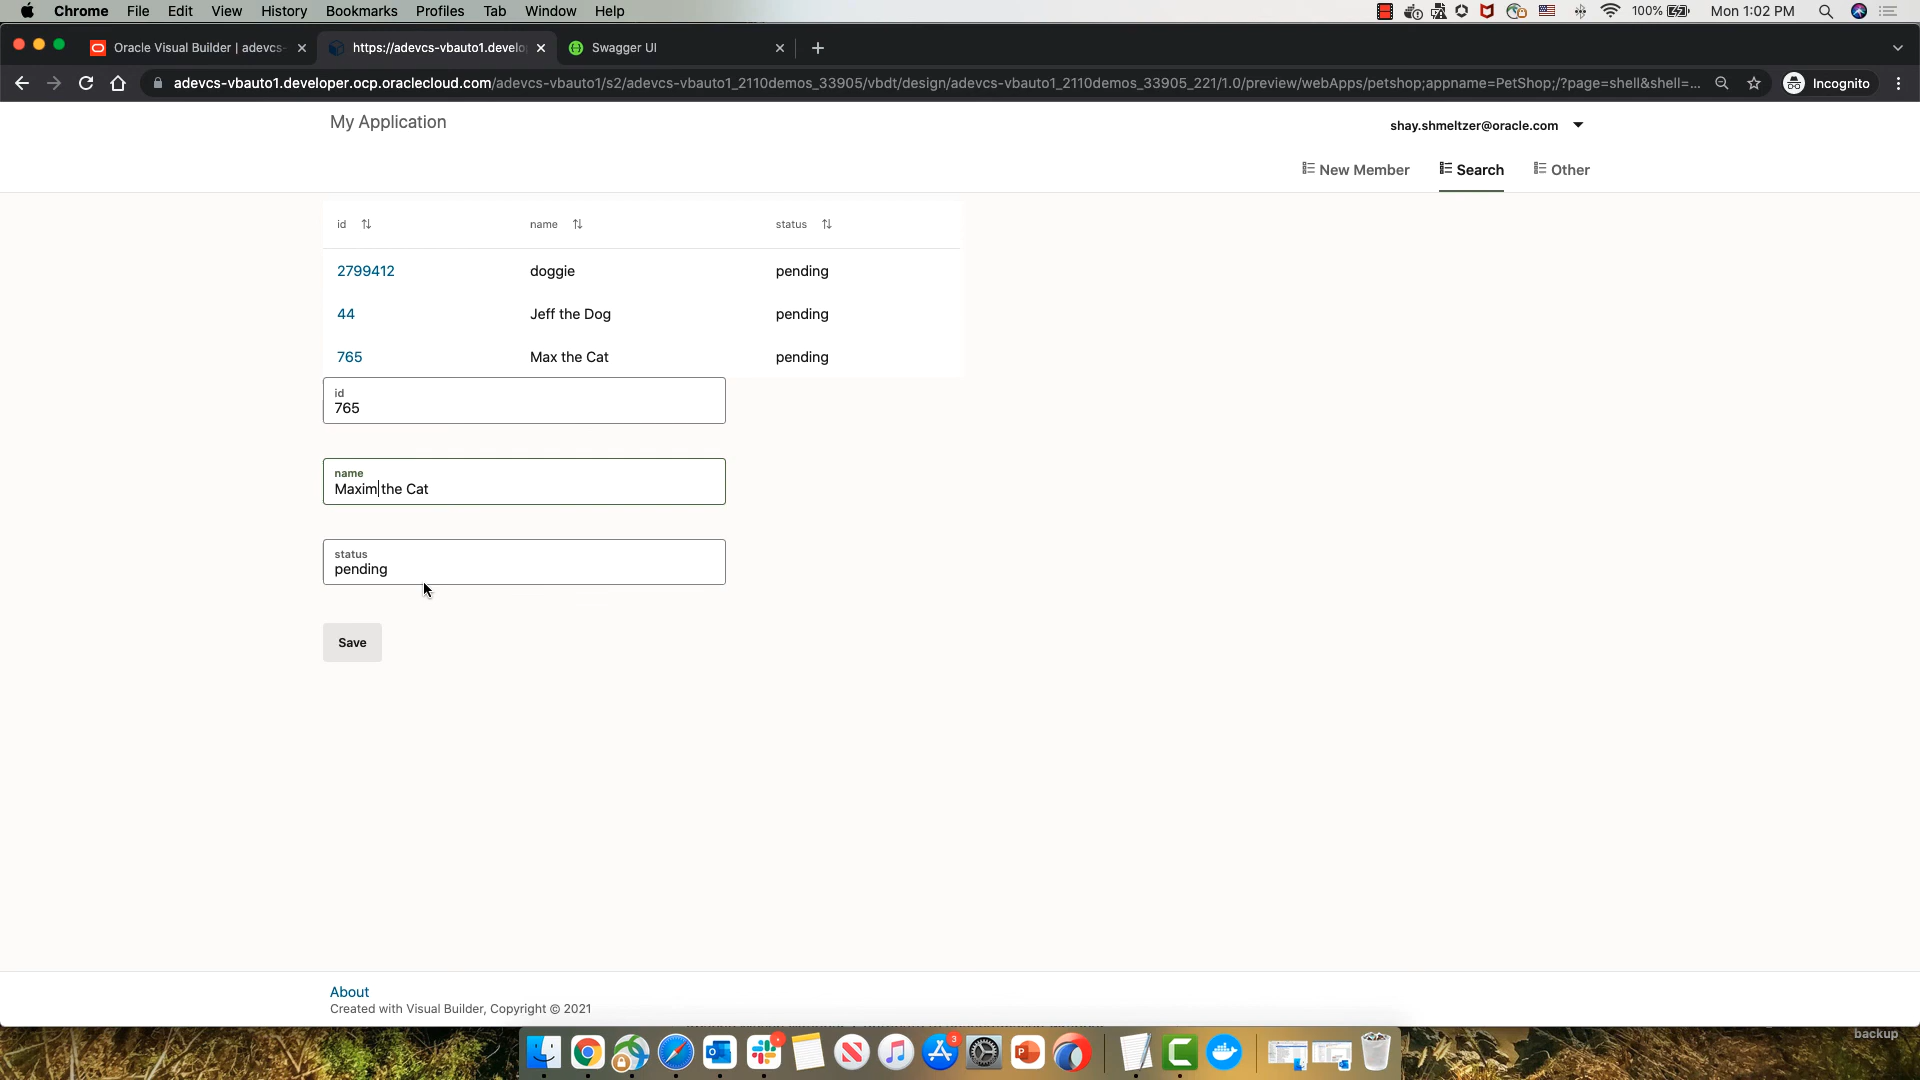 Chrome File Edit View History Bookmarks Profiles Tab Window Help 100% Mon 1:02 PM
Oracle Visual Builder | adevcs- https://adevcs-vbauto1.develo Swagger UI
adevcs-vbauto1.developer.ocp.oraclecloud.com/adevcs-vbauto1/s2/adevcs-vbauto1_2110demos_33905/vbdt/design/adevcs-vbauto1_2110demos_33905_221/1.0/preview/webApps/petshop;appname=PetShop;/?page=shell&shell=... Incognito
My Application
shay.shmeltzer@oracle.com
New Member Search Other
id name status
2799412 doggie pending
44 Jeff the Dog pending
765 Max the Cat pending
id
765
name
Maxim the Cat
status
pending
Save
About
Created with Visual Builder, Copyright © 2021
3
backup